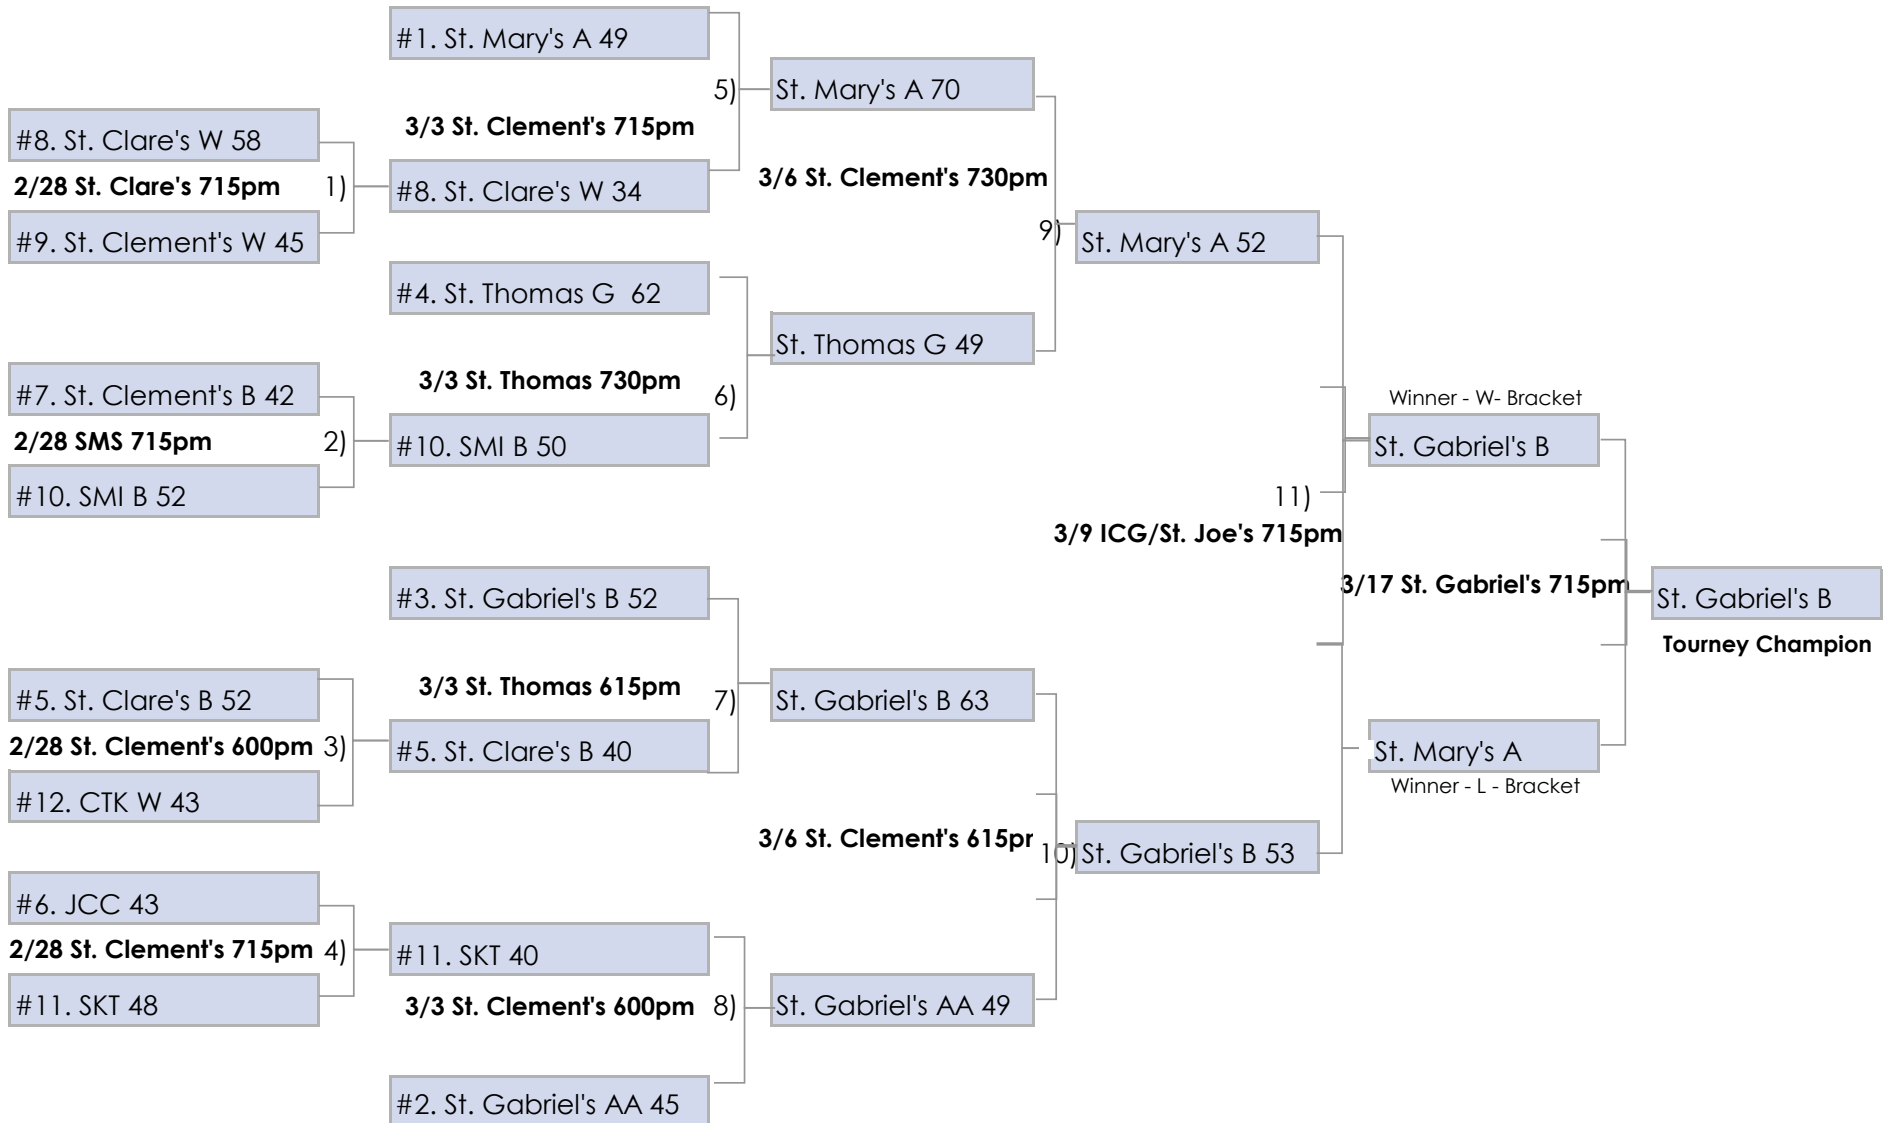 #1. St. Mary's A 49
5)
St. Mary's A 70
#8. St. Clare's W 58
3/3 St. Clement's 715pm
2/28 St. Clare's 715pm
1)
#8. St. Clare's W 34
3/6 St. Clement's 730pm
#9. St. Clement's W 45
9)
St. Mary's A 52
#4. St. Thomas G 62
St. Thomas G 49
#7. St. Clement's B 42
3/3 St. Thomas 730pm
6)
Winner - W- Bracket
2/28 SMS 715pm
2)
#10. SMI B 50
St. Gabriel's B
#10. SMI B 52
11)
3/9 ICG/St. Joe's 715pm
#3. St. Gabriel's B 52
3/17 St. Gabriel's 715pm
St. Gabriel's B
Tourney Champion
#5. St. Clare's B 52
3/3 St. Thomas 615pm
7)
St. Gabriel's B 63
2/28 St. Clement's 600pm
3)
#5. St. Clare's B 40
St. Mary's A
Winner - L - Bracket
#12. CTK W 43
3/6 St. Clement's 615pr
10)
St. Gabriel's B 53
#6. JCC 43
2/28 St. Clement's 715pm
4)
#11. SKT 40
#11. SKT 48
3/3 St. Clement's 600pm
8)
St. Gabriel's AA 49
#2. St. Gabriel's AA 45